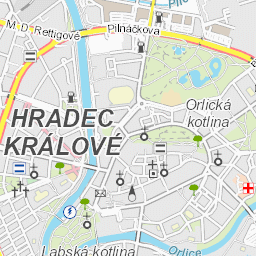 M. D. Rettigové
Pilnáčkova
Orlická
kotlina
HRADEC
KRÁLOVÉ
Labská kotlina
Orlice